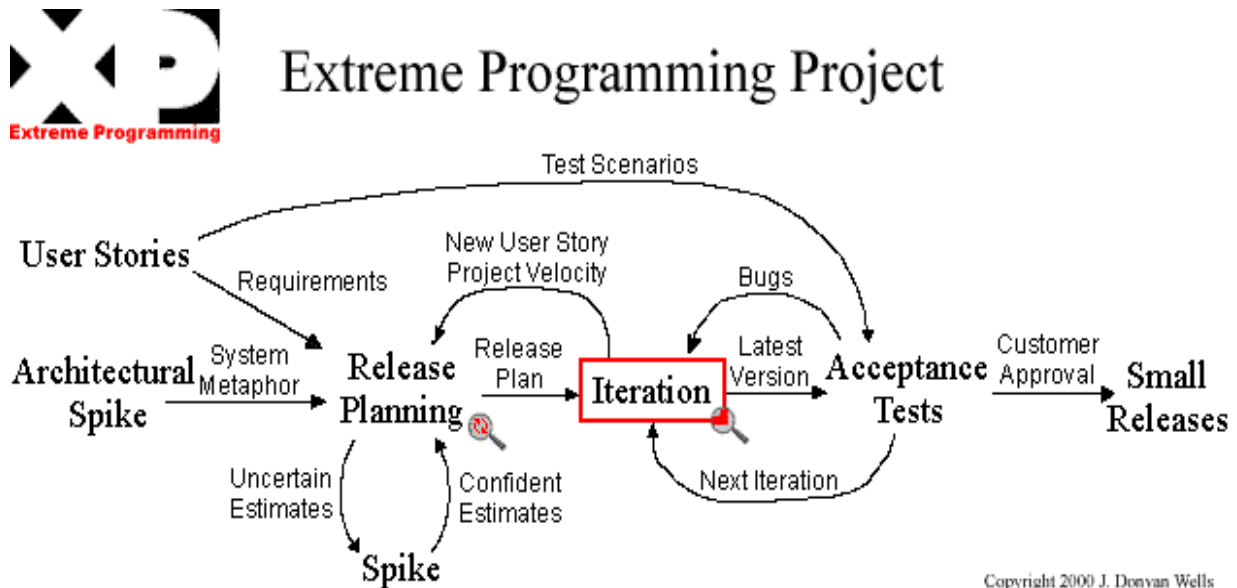 XP
Extreme Programming
Extreme Programming Project
Test Scenarios
User Stories
New User Story
Project Velocity
Bugs
Requirements
Architectural
Spike
System
Metaphor
Release
Planning
Release
Plan
Iteration
Latest
Version
Acceptance
Tests
Customer
Approval
Small
Releases
Uncertain
Estimates
Confident
Estimates
Next Iteration
Spike
Copyright 2000 J. Donvan Wells